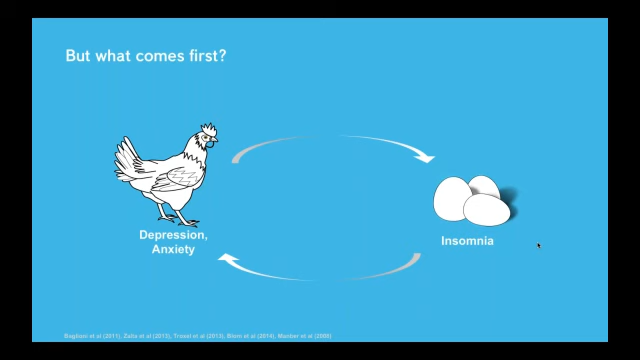 But what comes first?
Depression,
Anxiety
Insomnia
Baglioni et al (2011), Zalta et al (2013), Troxel et al (2013), Blom et al (2014), Manber et al (2008)